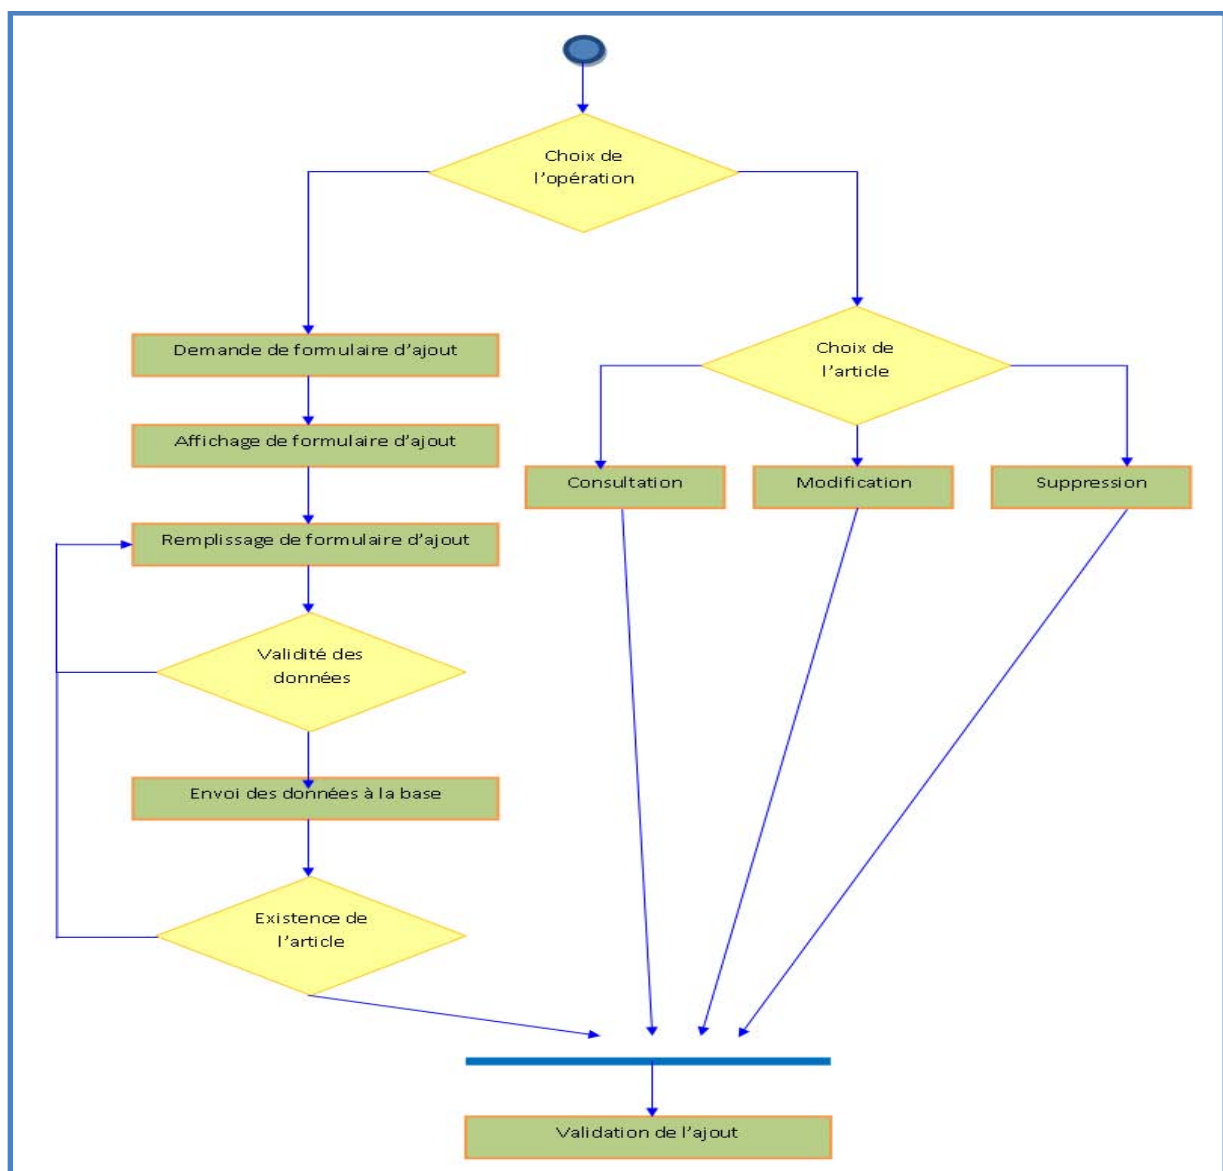 Choix de
l'opération
Demande de formulaire d'ajout
Choix de
l'article
Affichage de formulaire d'ajout
Consultation
Modification
Suppression
Remplissage de formulaire d'ajout
Validité des
données
Envoi des données à la base
Existence de
l'article
Validation de l'ajout